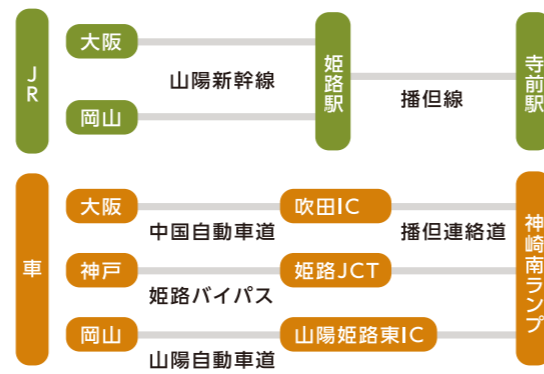 JR
大阪
山陽新幹線
岡山
姫路駅
播但線
寺前駅
車
大阪
中国自動車道
吹田IC
播但連絡道
神戸
姫路バイパス
姫路JCT
岡山
山陽自動車道
山陽姫路東IC
神崎南ランプ